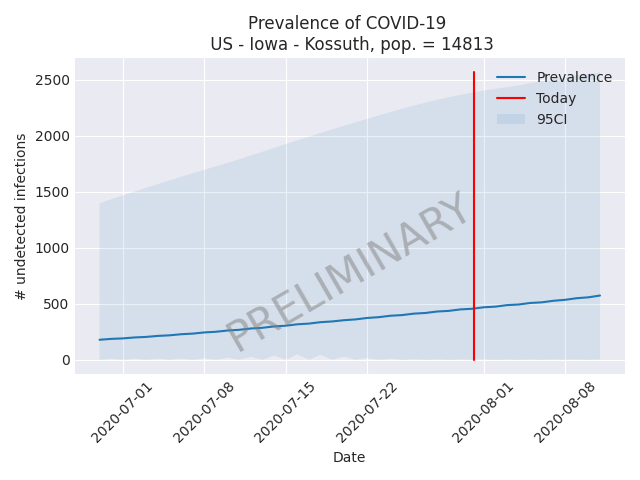 Prevalence of COVID-19
US - Iowa - Kossuth, pop. = 14813
# undetected infections
2500
2000
1500
1000
500
0
Prevalence
Today
95CI
PRELIMINARY
2020-07-01
2020-07-08
2020-07-15
2020-07-22
2020-08-01
2020-08-08
Date